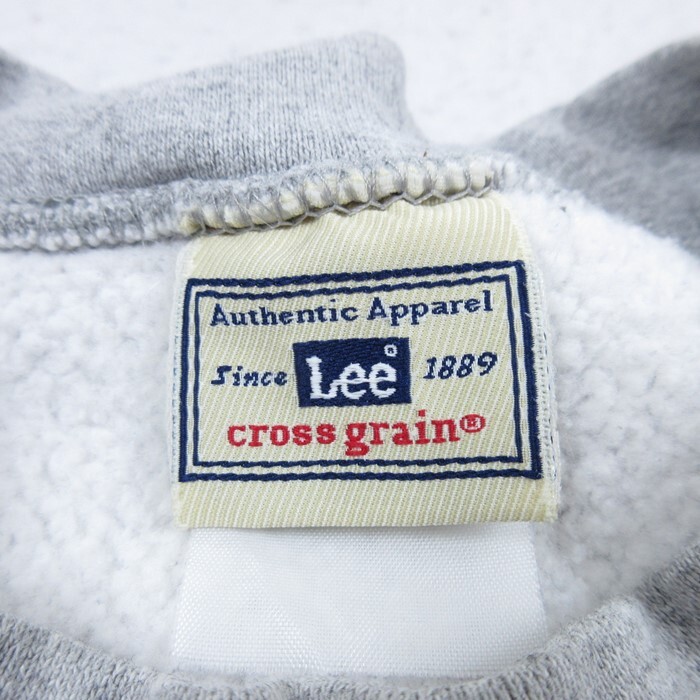 Authentic Apparel
Since Lee® 1889
cross grain®